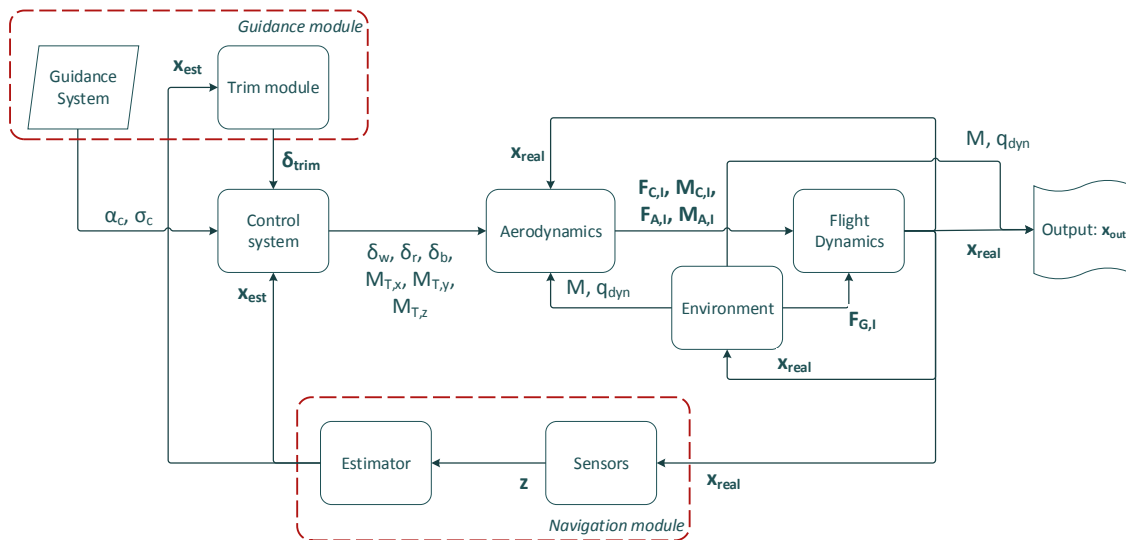 Guidance module
Guidance
System
x_est
Trim module
δ_trim
α_c, σ_c
Control
system
x_est
δ_w, δ_r, δ_b,
M_T,x, M_T,y,
M_T,z
x_real
Aerodynamics
M, q_dyn
F_C,I, M_C,I,
F_A,I, M_A,I
Flight
Dynamics
Environment
F_G,I
x_real
M, q_dyn
x_real
Output: x_out
Estimator
z
Sensors
x_real
Navigation module